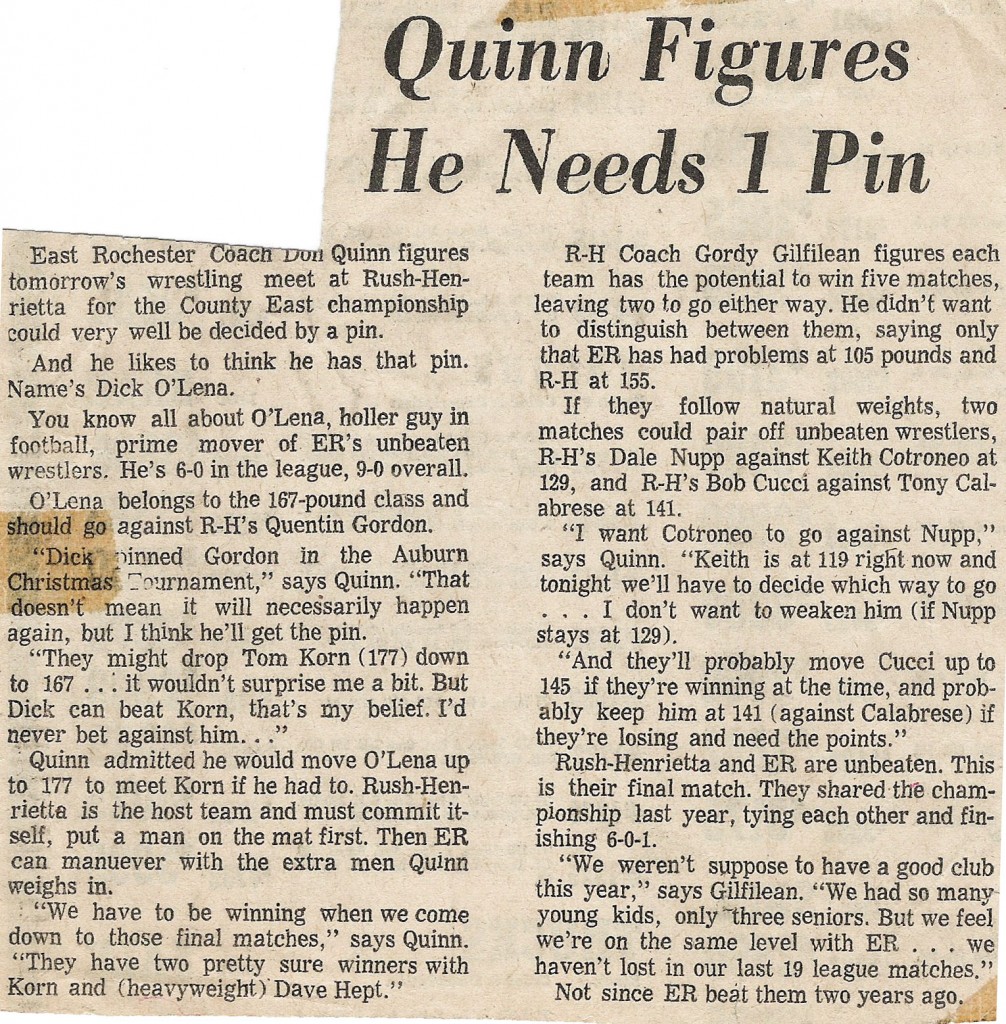 Quinn Figures
He Needs 1 Pin
East Rochester Coach Don Quinn figures
tomorrow's wrestling meet at Rush-Hen-
rietta for the County East championship
could very well be decided by a pin.
And he likes to think he has that pin.
Name's Dick O'Lena.
You know all about O'Lena, holler guy in
football, prime mover of ER's unbeaten
wrestlers. He's 6-0 in the league, 9-0 overall.
O'Lena belongs to the 167-pound class and
should go against R-H's Quentin Gordon.
"Dick pinned Gordon in the Auburn
Christmas Tournament," says Quinn. "That
doesn't mean it will necessarily happen
again, but I think he'll get the pin.
"They might drop Tom Korn (177) down
to 167 . . . it wouldn't surprise me a bit. But
Dick can beat Korn, that's my belief. I'd
never bet against him. . ."
Quinn admitted he would move O'Lena up
to 177 to meet Korn if he had to. Rush-Hen-
rietta is the host team and must commit it-
self, put a man on the mat first. Then ER
can manuever with the extra men Quinn
weighs in.
"We have to be winning when we come
down to those final matches," says Quinn.
"They have two pretty sure winners with
Korn and (heavyweight) Dave Hept."
R-H Coach Gordy Gilfilean figures each
team has the potential to win five matches,
leaving two to go either way. He didn't want
to distinguish between them, saying only
that ER has had problems at 105 pounds and
R-H at 155.
If they follow natural weights, two
matches could pair off unbeaten wrestlers,
R-H's Dale Nupp against Keith Cotroneo at
129, and R-H's Bob Cucci against Tony Cal-
abrese at 141.
"I want Cotroneo to go against Nupp,"
says Quinn. "Keith is at 119 right now and
tonight we'll have to decide which way to go
. . . I don't want to weaken him (if Nupp
stays at 129).
"And they'll probably move Cucci up to
145 if they're winning at the time, and prob-
ably keep him at 141 (against Calabrese) if
they're losing and need the points."
Rush-Henrietta and ER are unbeaten. This
is their final match. They shared the cham-
pionship last year, tying each other and fin-
ishing 6-0-1.
"We weren't suppose to have a good club
this year," says Gilfilean. "We had so many
young kids, only three seniors. But we feel
we're on the same level with ER . . . we
haven't lost in our last 19 league matches."
Not since ER beat them two years ago.